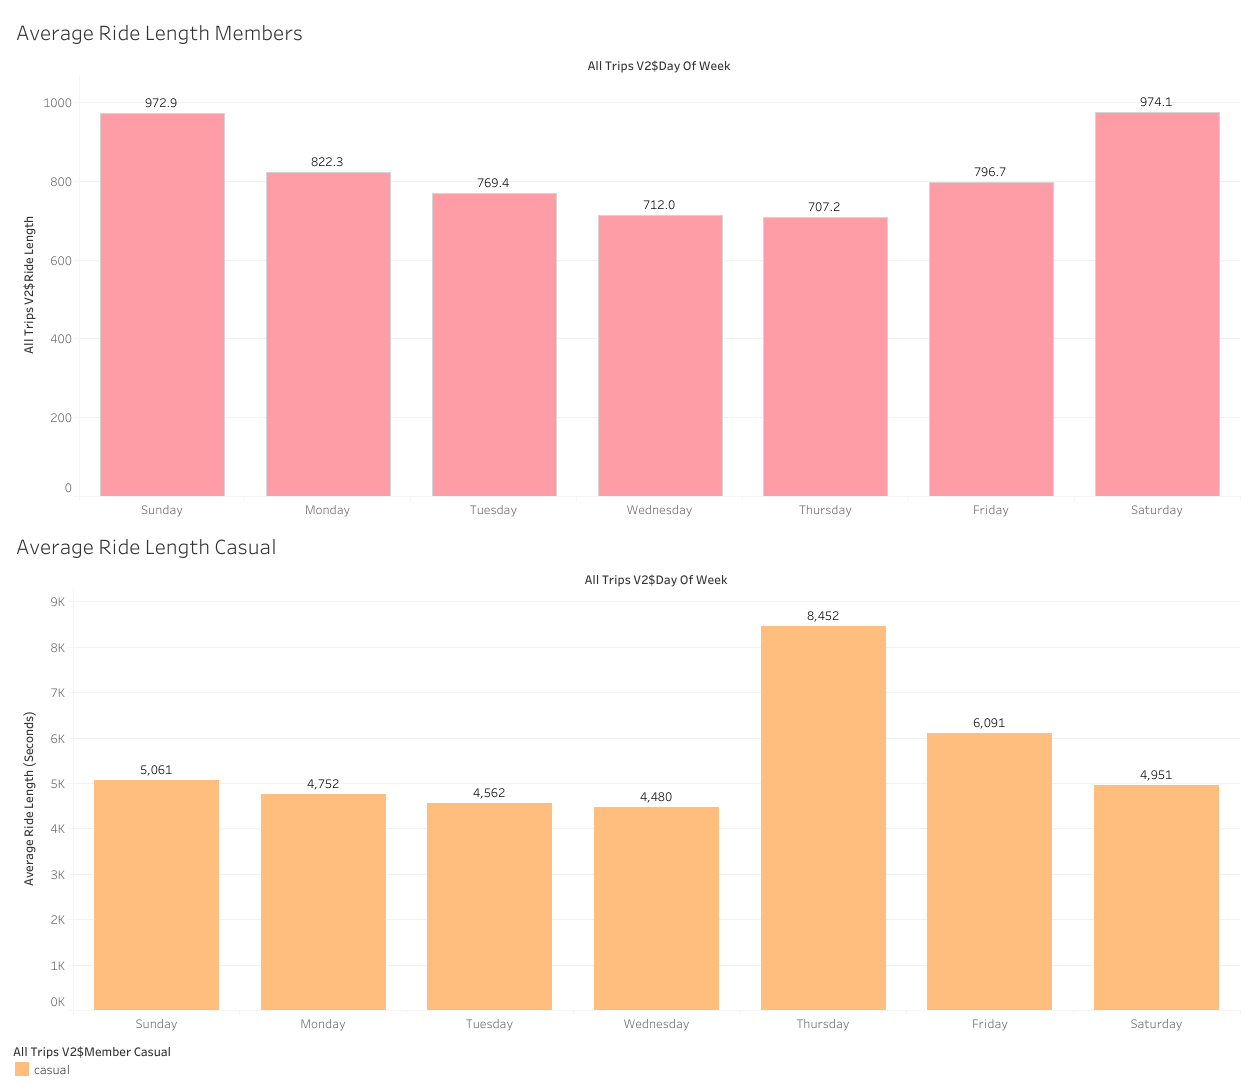 Average Ride Length Members
All Trips V2$Day Of Week
All Trips V2$Ride Length
1000
800
600
400
200
0
972.9
822.3
769.4
712.0
707.2
796.7
974.1
Sunday Monday Tuesday Wednesday Thursday Friday Saturday
Average Ride Length Casual
All Trips V2$Day Of Week
Average Ride Length (Seconds)
9K
8K
7K
6K
5K
4K
3K
2K
1K
0K
5,061
4,752
4,562
4,480
8,452
6,091
4,951
Sunday Monday Tuesday Wednesday Thursday Friday Saturday
All Trips V2$Member Casual
casual